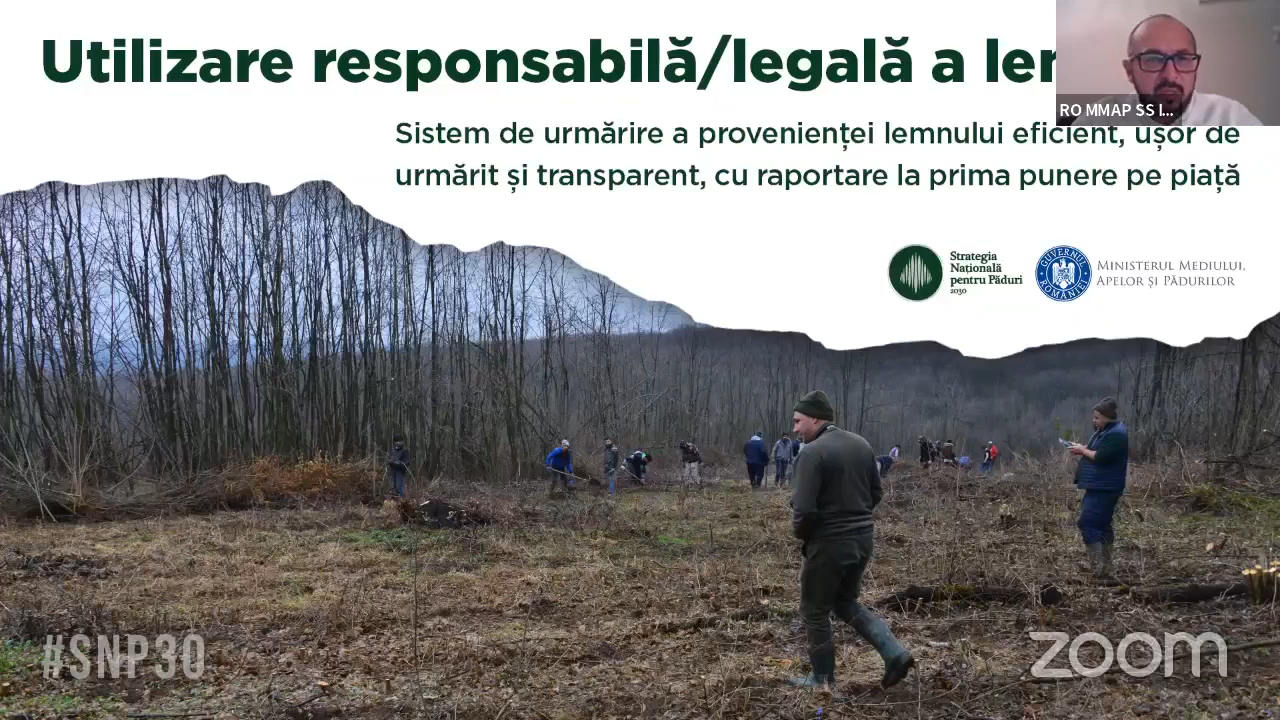 Utilizare responsabilă/legală a
RO MMAP SS I...
Sistem de urmărire a provenienței lemnului eficient, ușor de
urmărit și transparent, cu raportare la prima punere pe piață
Strategia
Națională
pentru Păduri
2030
GUVERNUL ROMÂNIEI
MINISTERUL MEDIULUI,
APELOR ȘI PĂDURILOR
#SNP30
zoom